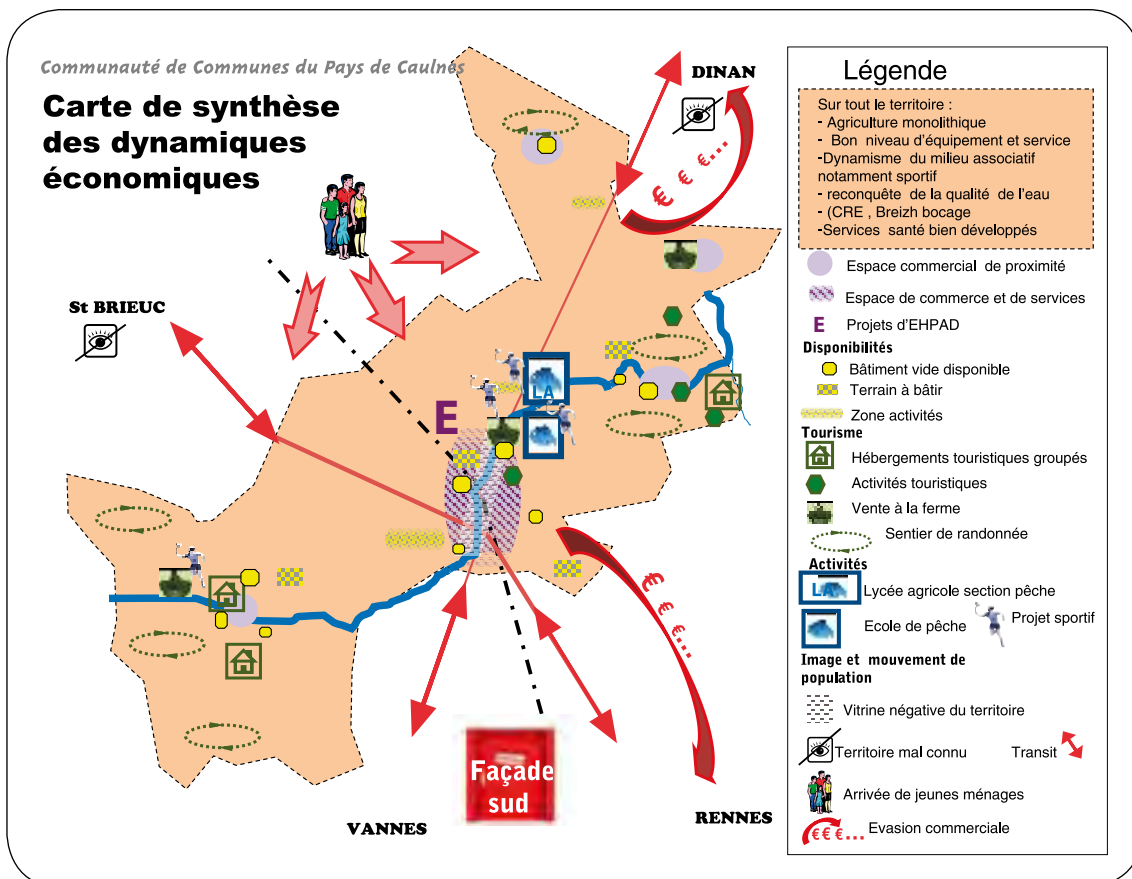 Communauté de Communes du Pays de Caulnes
Carte de synthèse
des dynamiques
économiques
DINAN
€ € €...
St BRIEUC
E
LA
€ € €...
Façade
sud
VANNES
RENNES
Légende
Sur tout le territoire :
- Agriculture monolithique
- Bon niveau d'équipement et service
-Dynamisme du milieu associatif
notamment sportif
- reconquête de la qualité de l'eau
- (CRE , Breizh bocage
-Services santé bien développés
Espace commercial de proximité
Espace de commerce et de services
E Projets d'EHPAD
Disponibilités
Bâtiment vide disponible
Terrain à bâtir
Zone activités
Tourisme
Hébergements touristiques groupés
Activités touristiques
Vente à la ferme
Sentier de randonnée
Activités
LA Lycée agricole section pêche
Ecole de pêche Projet sportif
Image et mouvement de
population
Vitrine négative du territoire
Territoire mal connu Transit
Arrivée de jeunes ménages
€€€... Evasion commerciale